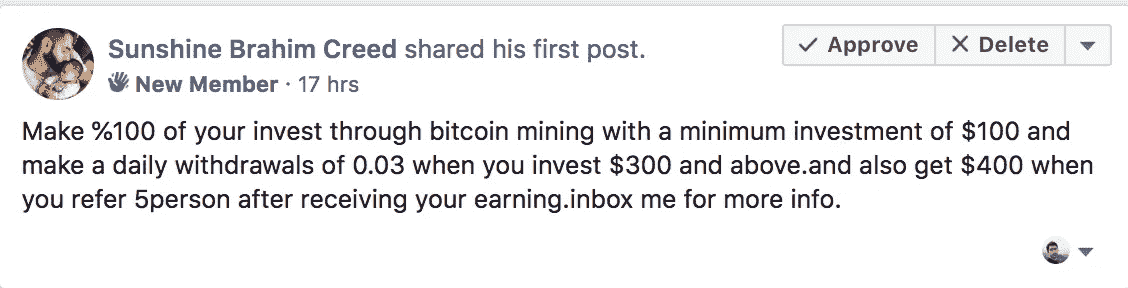 Sunshine Brahim Creed shared his first post.
✓ Approve
✕ Delete
New Member · 17 hrs
Make %100 of your invest through bitcoin mining with a minimum investment of $100 and
make a daily withdrawals of 0.03 when you invest $300 and above.and also get $400 when
you refer 5person after receiving your earning.inbox me for more info.